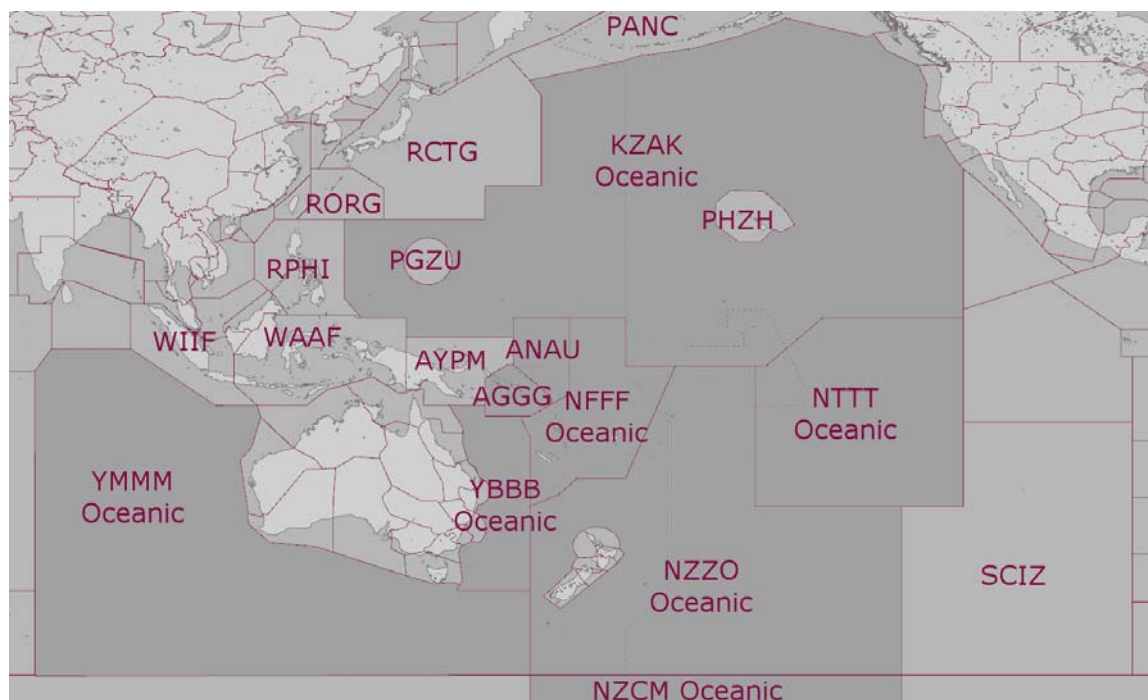 PANC
RCTG
KZAK
Oceanic
RORG
PHZH
PGZU
RPHI
WIIF
WAAF
AYPM
ANAU
AGGG
NFFF
Oceanic
NTTT
Oceanic
YMMM
Oceanic
YBBB
Oceanic
NZZO
Oceanic
SCIZ
NZCM Oceanic